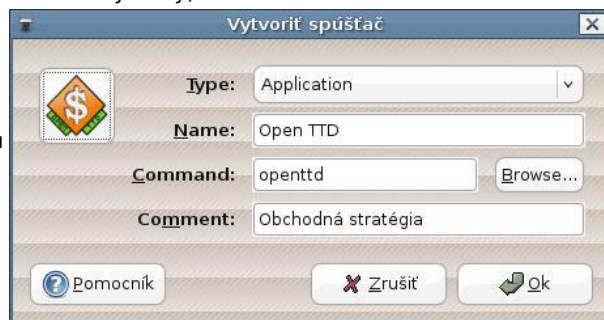 Vytvoriť spúšťač
Type: Application
Name: Open TTD
Command: openttd Browse...
Comment: Obchodná stratégia
Pomocník Zrušiť Ok